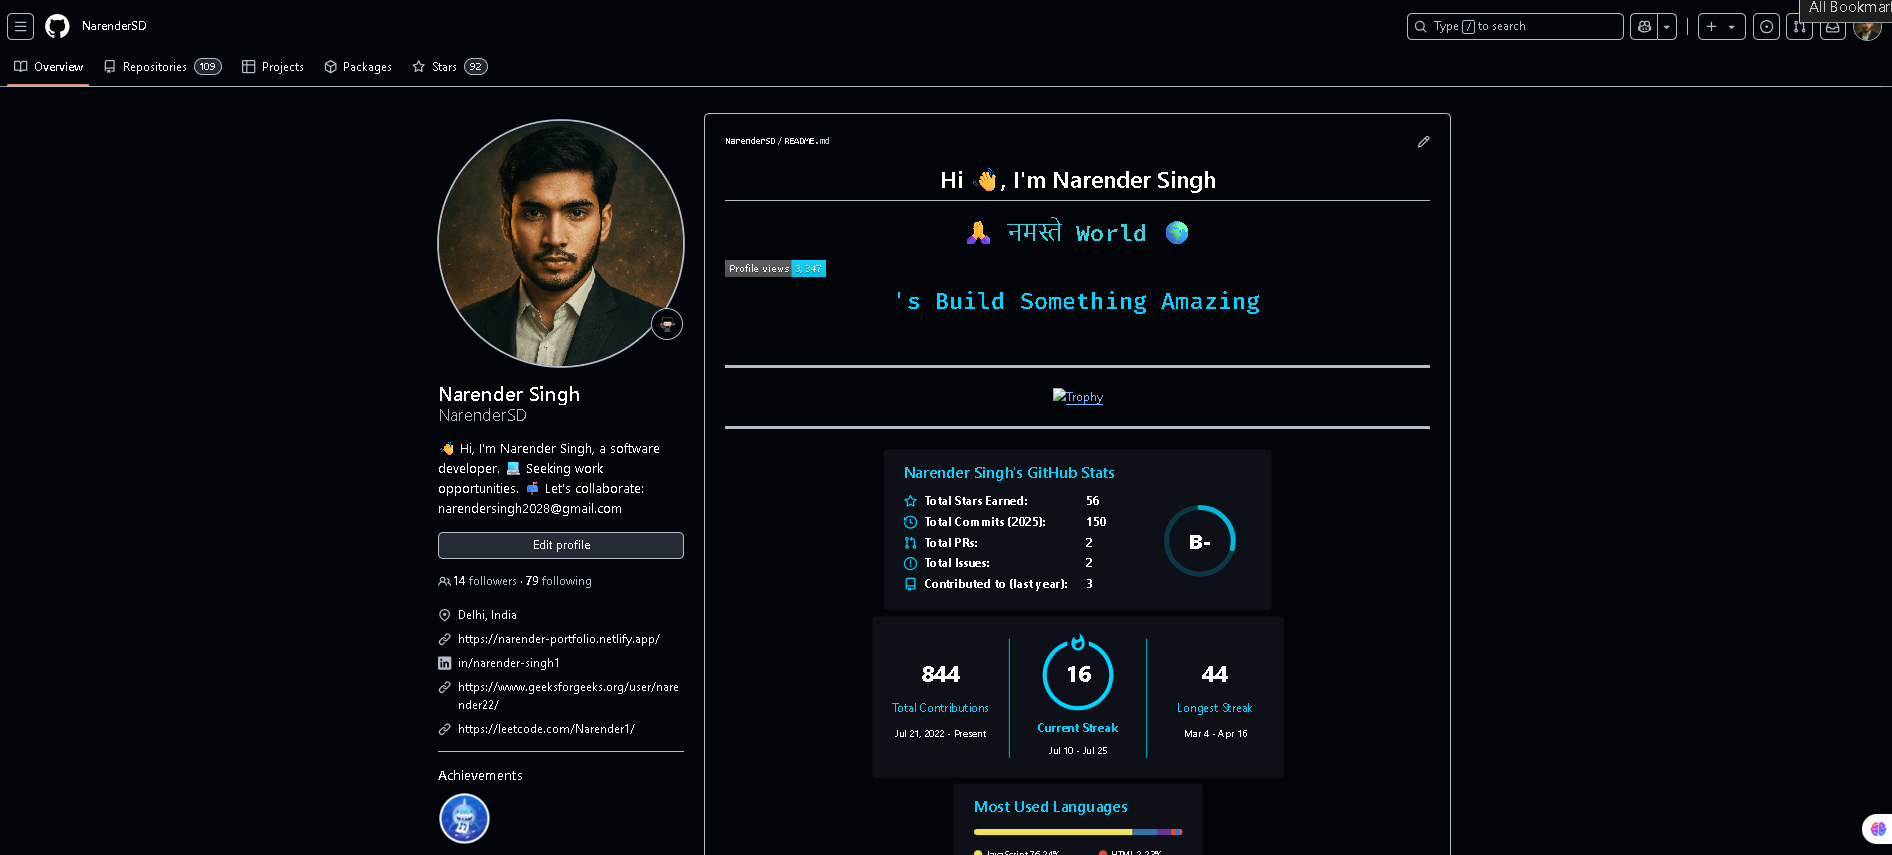 All Bookmar
NarenderSD
Type / to search
Overview
Repositories 109
Projects
Packages
Stars 92
NarenderSD / README.md
Hi 👋, I'm Narender Singh
🙏 नमस्ते World 🌍
Profile views 3,347
's Build Something Amazing
Trophy
Narender Singh
NarenderSD
👋 Hi, I'm Narender Singh, a software
developer. 💻 Seeking work
opportunities. 📫 Let's collaborate:
narendersingh2028@gmail.com
Edit profile
14 followers · 79 following
Delhi, India
https://narender-portfolio.netlify.app/
in/narender-singh1
https://www.geeksforgeeks.org/user/nare
nder22/
https://leetcode.com/Narender1/
Achievements
Narender Singh's GitHub Stats
Total Stars Earned: 56
Total Commits (2025): 150
Total PRs: 2
Total Issues: 2
Contributed to (last year): 3
B-
844
Total Contributions
Jul 21, 2022 - Present
16
Current Streak
Jul 10 - Jul 25
44
Longest Streak
Mar 4 - Apr 16
Most Used Languages
JavaScript 76.24%
HTML 2.23%